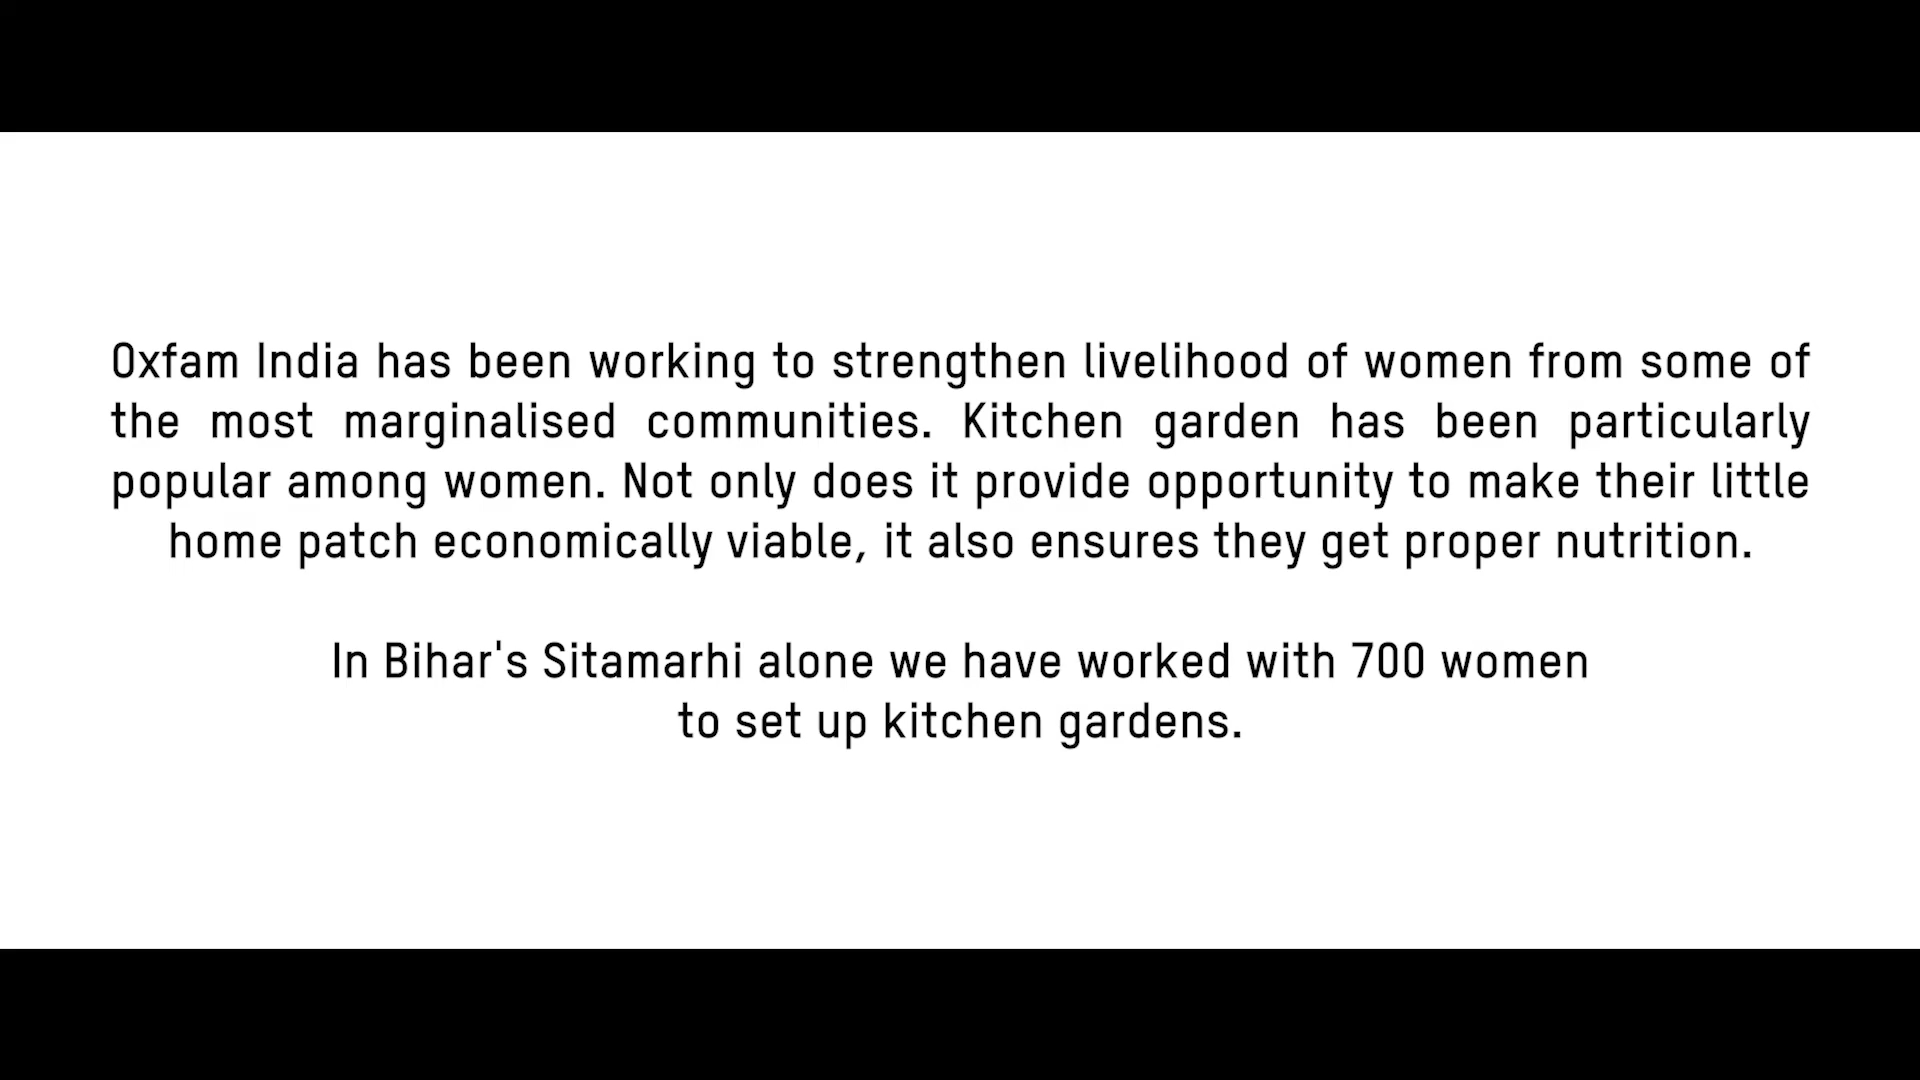 Oxfam India has been working to strengthen livelihood of women from some of
the most marginalised communities. Kitchen garden has been particularly
popular among women. Not only does it provide opportunity to make their little
home patch economically viable, it also ensures they get proper nutrition.
In Bihar's Sitamarhi alone we have worked with 700 women
to set up kitchen gardens.